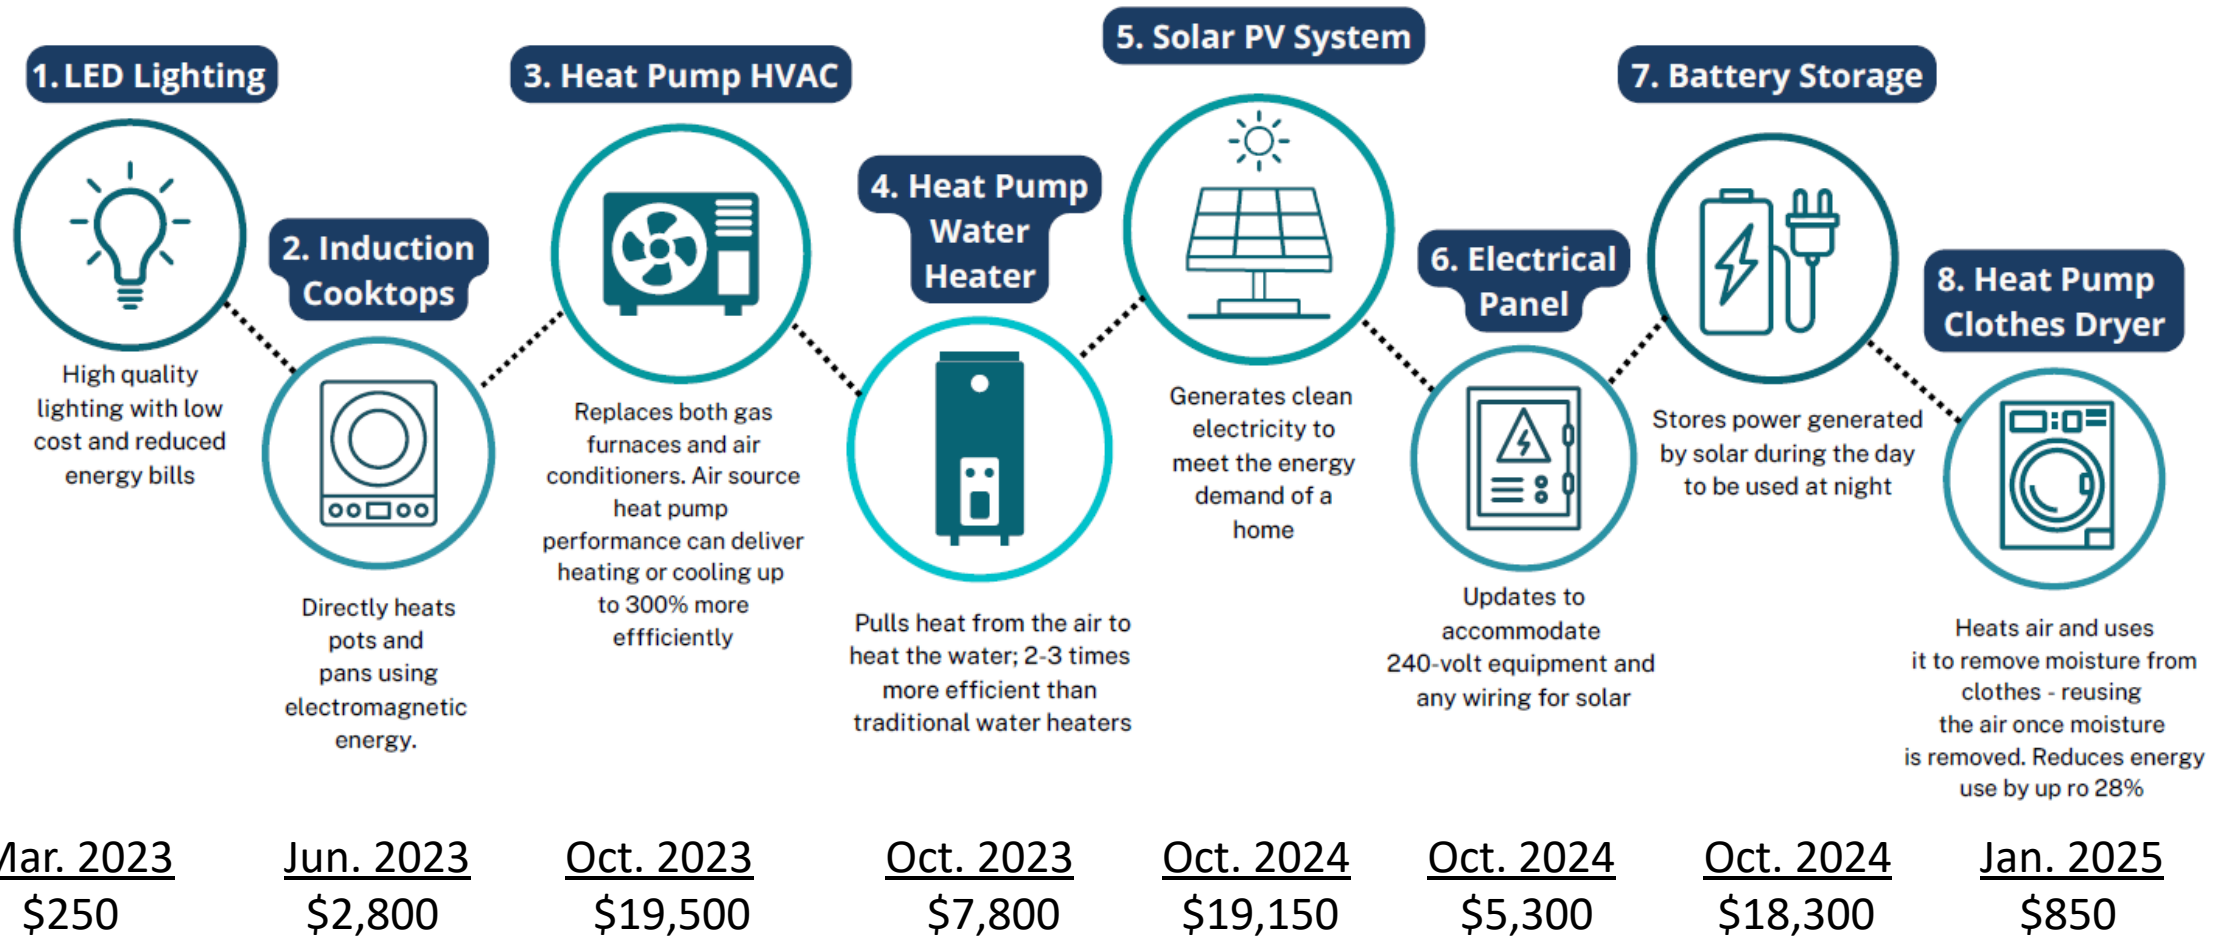 1. LED Lighting
High quality
lighting with low
cost and reduced
energy bills
2. Induction
Cooktops
Directly heats
pots and
pans using
electromagnetic
energy.
3. Heat Pump HVAC
Replaces both gas
furnaces and air
conditioners. Air source
heat pump
performance can deliver
heating or cooling up
to 300% more
effficiently
4. Heat Pump
Water
Heater
Pulls heat from the air to
heat the water; 2-3 times
more efficient than
traditional water heaters
5. Solar PV System
Generates clean
electricity to
meet the energy
demand of a
home
6. Electrical
Panel
Updates to
accommodate
240-volt equipment and
any wiring for solar
7. Battery Storage
Stores power generated
by solar during the day
to be used at night
8. Heat Pump
Clothes Dryer
Heats air and uses
it to remove moisture from
clothes - reusing
the air once moisture
is removed. Reduces energy
use by up ro 28%
Mar. 2023 Jun. 2023 Oct. 2023 Oct. 2023 Oct. 2024 Oct. 2024 Oct. 2024 Jan. 2025
$250 $2,800 $19,500 $7,800 $19,150 $5,300 $18,300 $850